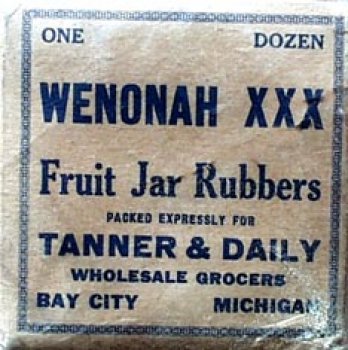 ONE DOZEN
WENONAH XXX
Fruit Jar Rubbers
PACKED EXPRESSLY FOR
TANNER & DAILY
WHOLESALE GROCERS
BAY CITY MICHIGAN